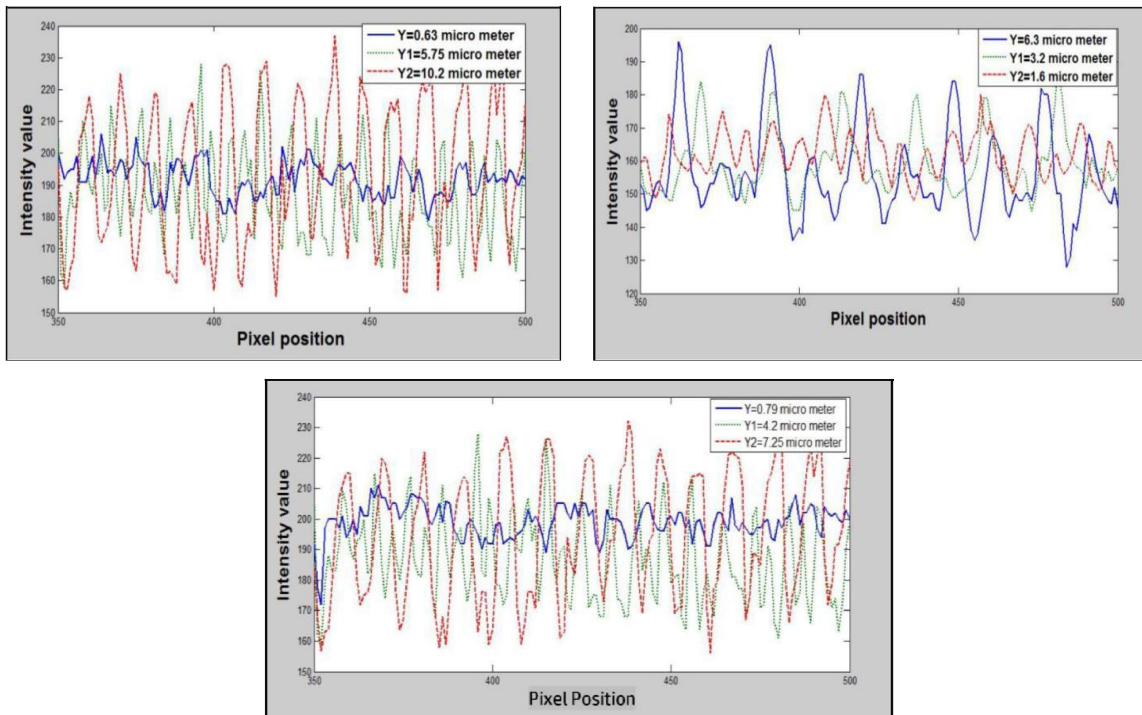 240
230
220
210
200
190
180
170
160
150
350
400
450
500
Intensity value
Pixel position
Y=0.63 micro meter
Y1=5.75 micro meter
Y2=10.2 micro meter
200
190
180
170
160
150
140
130
120
350
400
450
500
Intensity value
Pixel position
Y=6.3 micro meter
Y1=3.2 micro meter
Y2=1.6 micro meter
240
230
220
210
200
190
180
170
160
150
350
400
450
500
Intensity value
Pixel Position
Y=0.79 micro meter
Y1=4.2 micro meter
Y2=7.25 micro meter